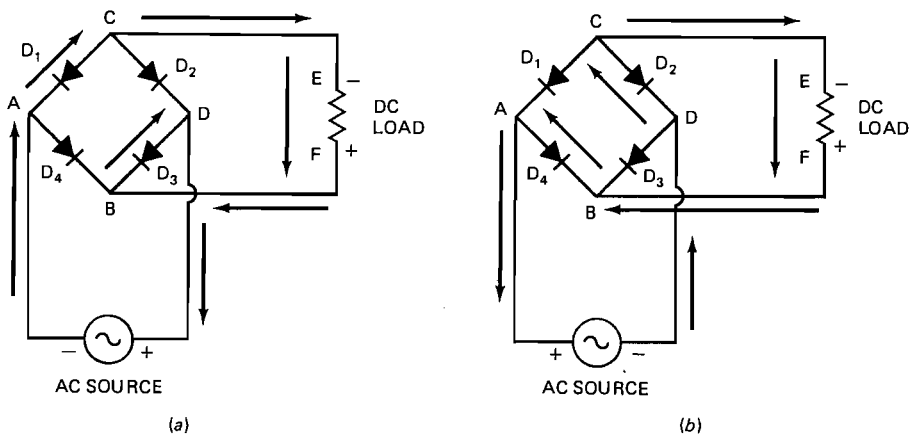 C
D1
D2
A
D
D4
D3
B
E −
F +
DC
LOAD
− +
AC SOURCE
(a)
C
D1
D2
A
D
D4
D3
B
E −
F +
DC
LOAD
+ −
AC SOURCE
(b)